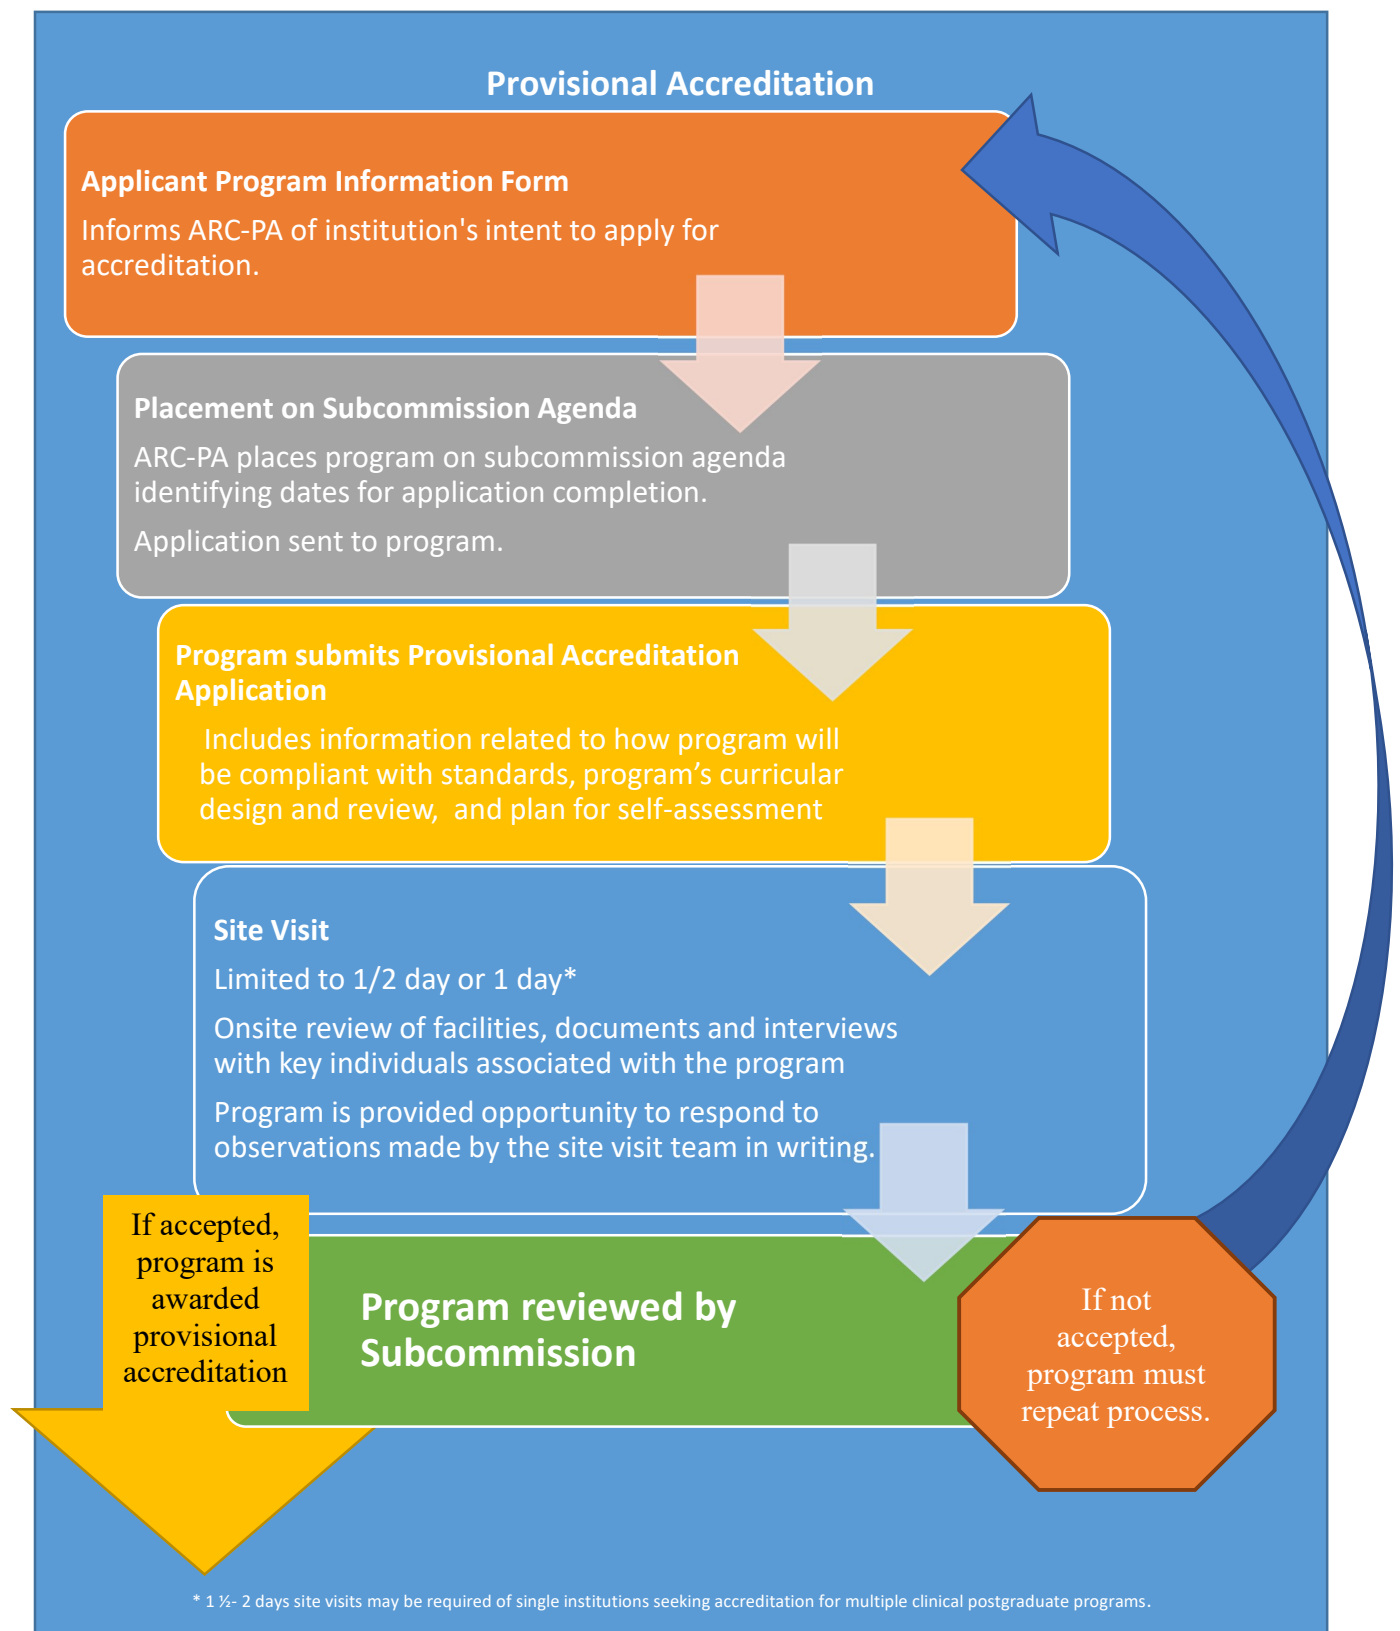 Provisional Accreditation
Applicant Program Information Form
Informs ARC-PA of institution's intent to apply for
accreditation.
Placement on Subcommission Agenda
ARC-PA places program on subcommission agenda
identifying dates for application completion.
Application sent to program.
Program submits Provisional Accreditation
Application
Includes information related to how program will
be compliant with standards, program’s curricular
design and review,  and plan for self-assessment
Site Visit
Limited to 1/2 day or 1 day*
Onsite review of facilities, documents and interviews
with key individuals associated with the program
Program is provided opportunity to respond to
observations made by the site visit team in writing.
If accepted,
program is
awarded
provisional
accreditation
Program reviewed by
Subcommission
If not
accepted,
program must
repeat process.
* 1 ½- 2 days site visits may be required of single institutions seeking accreditation for multiple clinical postgraduate programs.